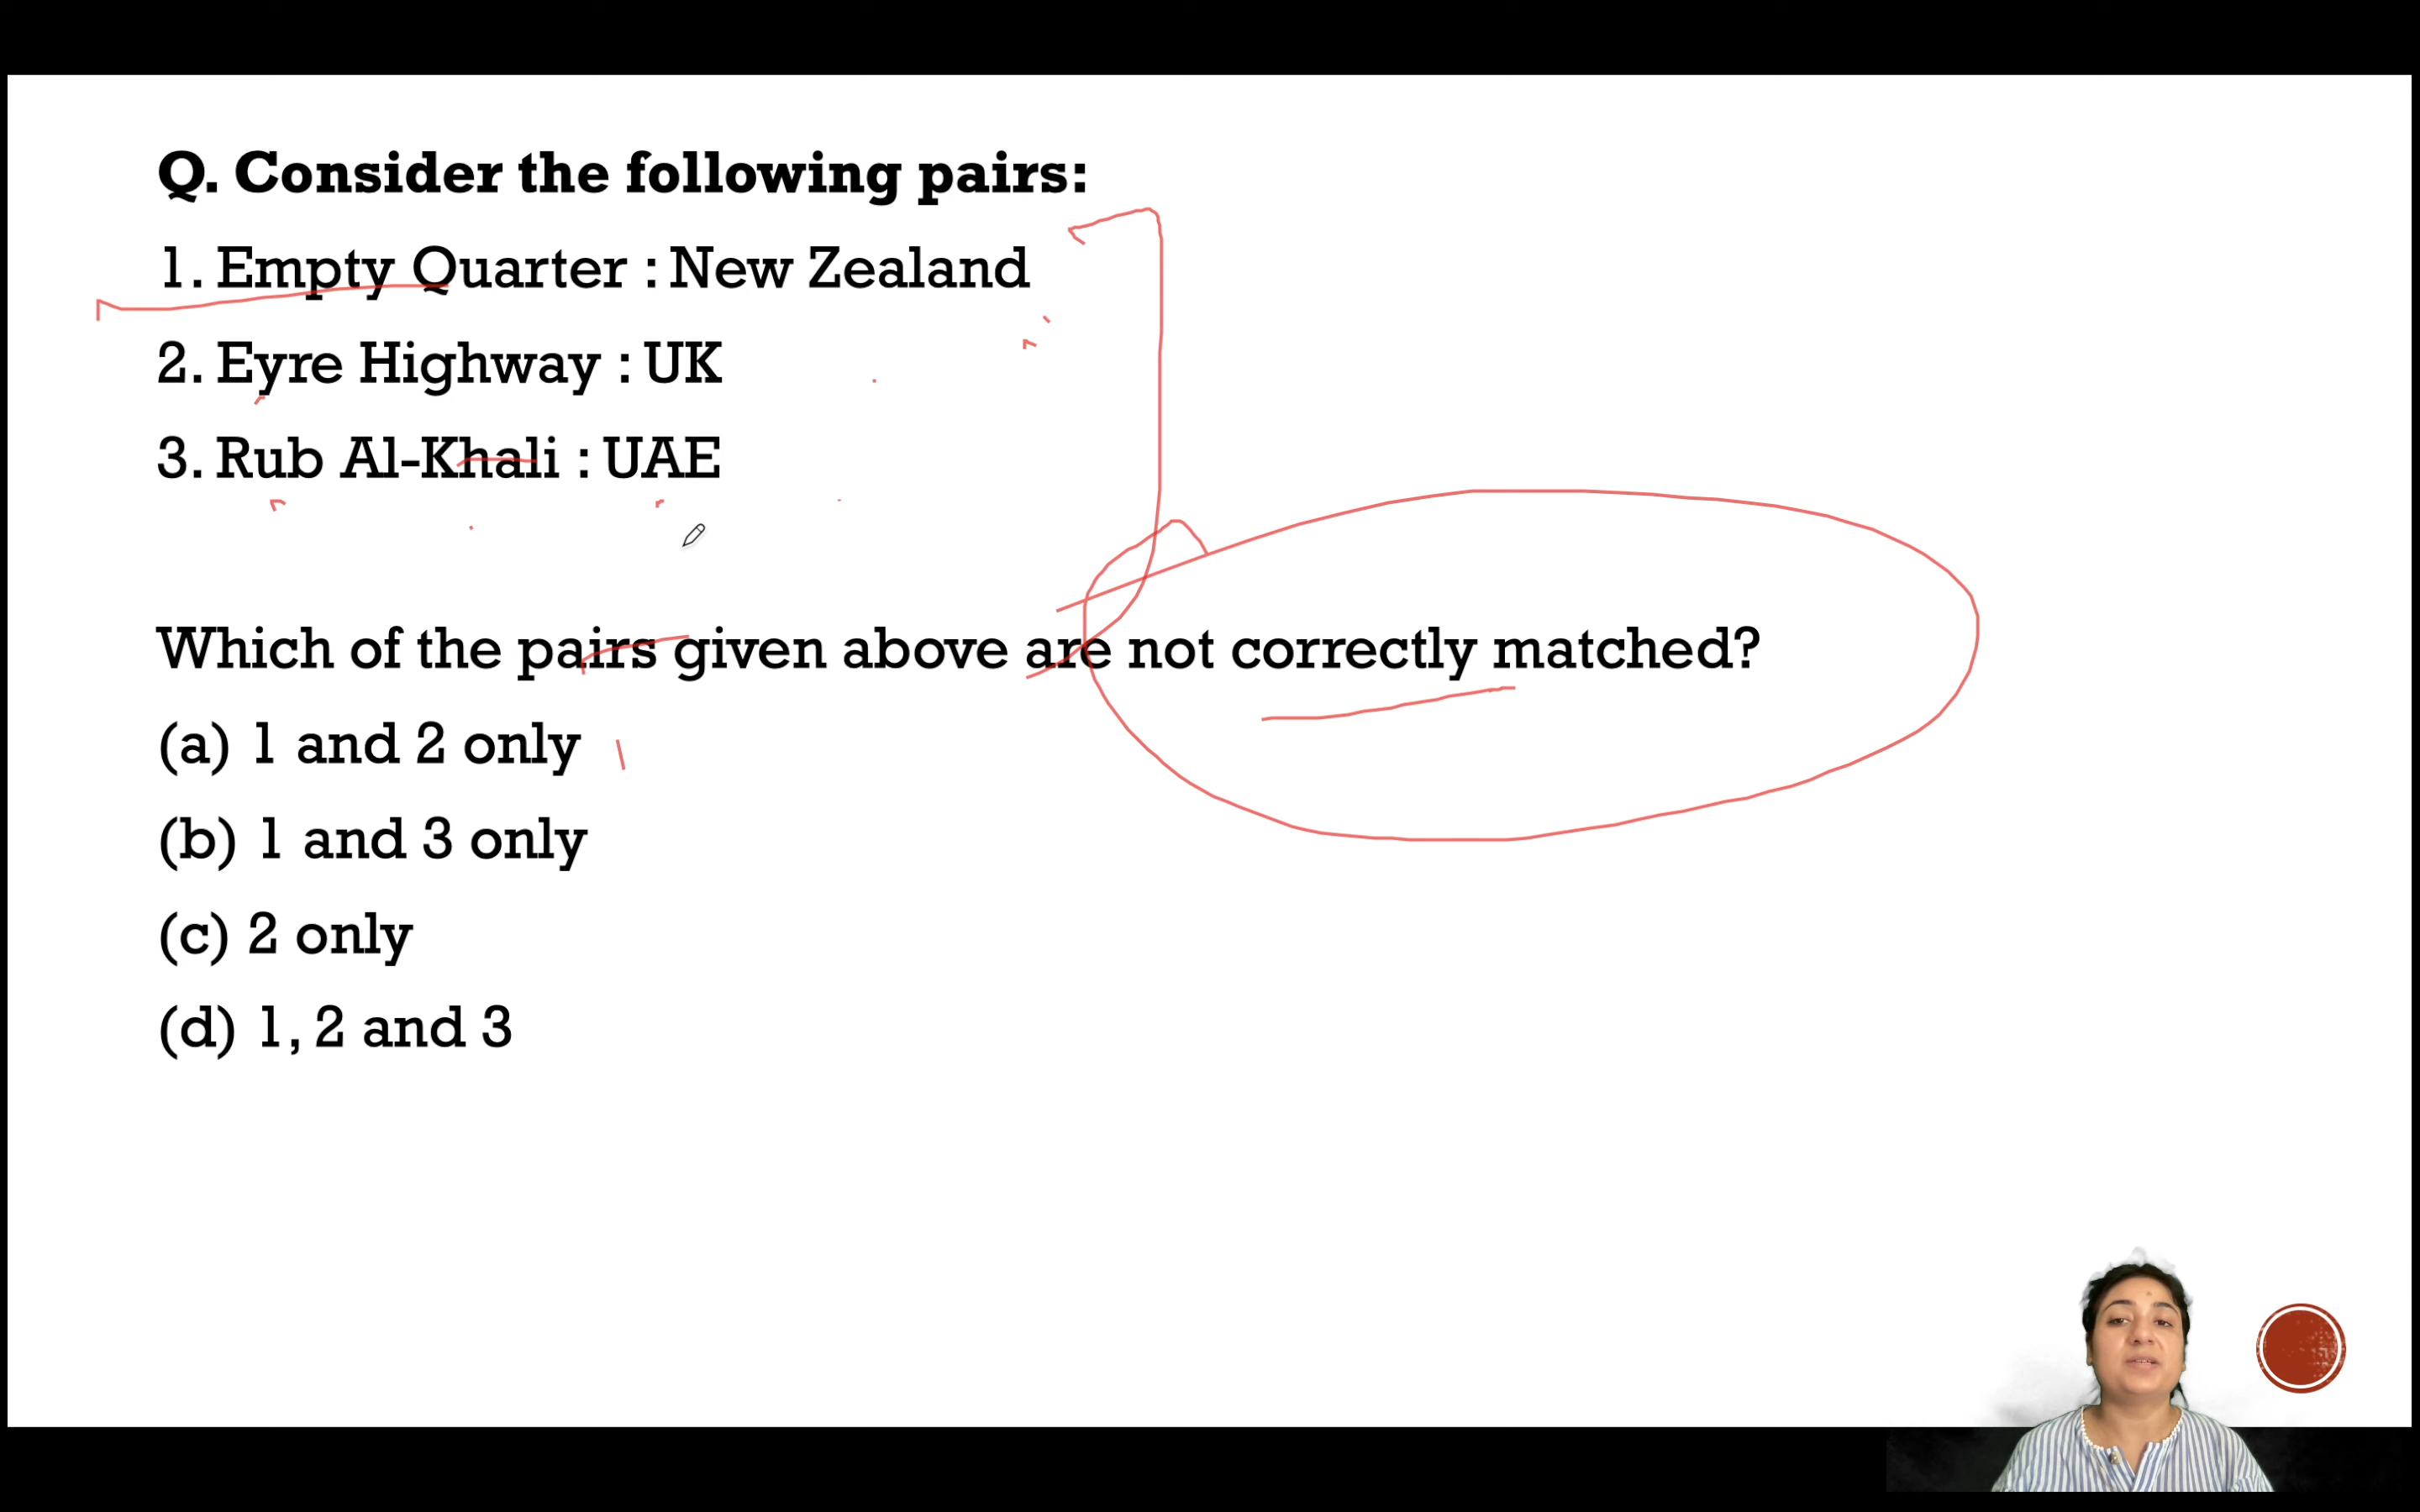 Q. Consider the following pairs:
1. Empty Quarter : New Zealand
2. Eyre Highway : UK
3. Rub Al-Khali : UAE
Which of the pairs given above are not correctly matched?
(a) 1 and 2 only
(b) 1 and 3 only
(c) 2 only
(d) 1, 2 and 3